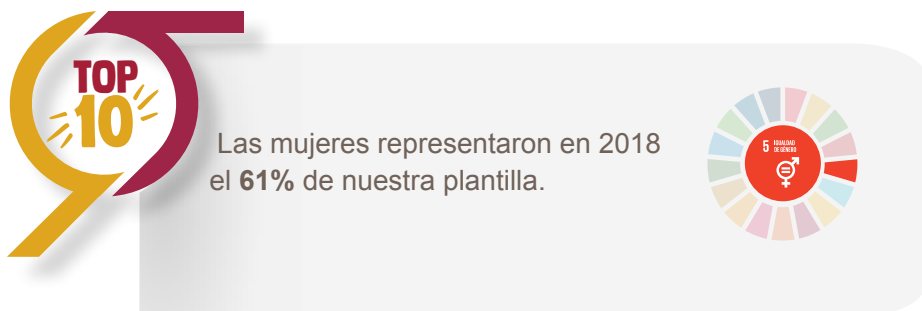 TOP
10
Las mujeres representaron en 2018
el 61% de nuestra plantilla.
5 IGUALDAD
DE GÉNERO